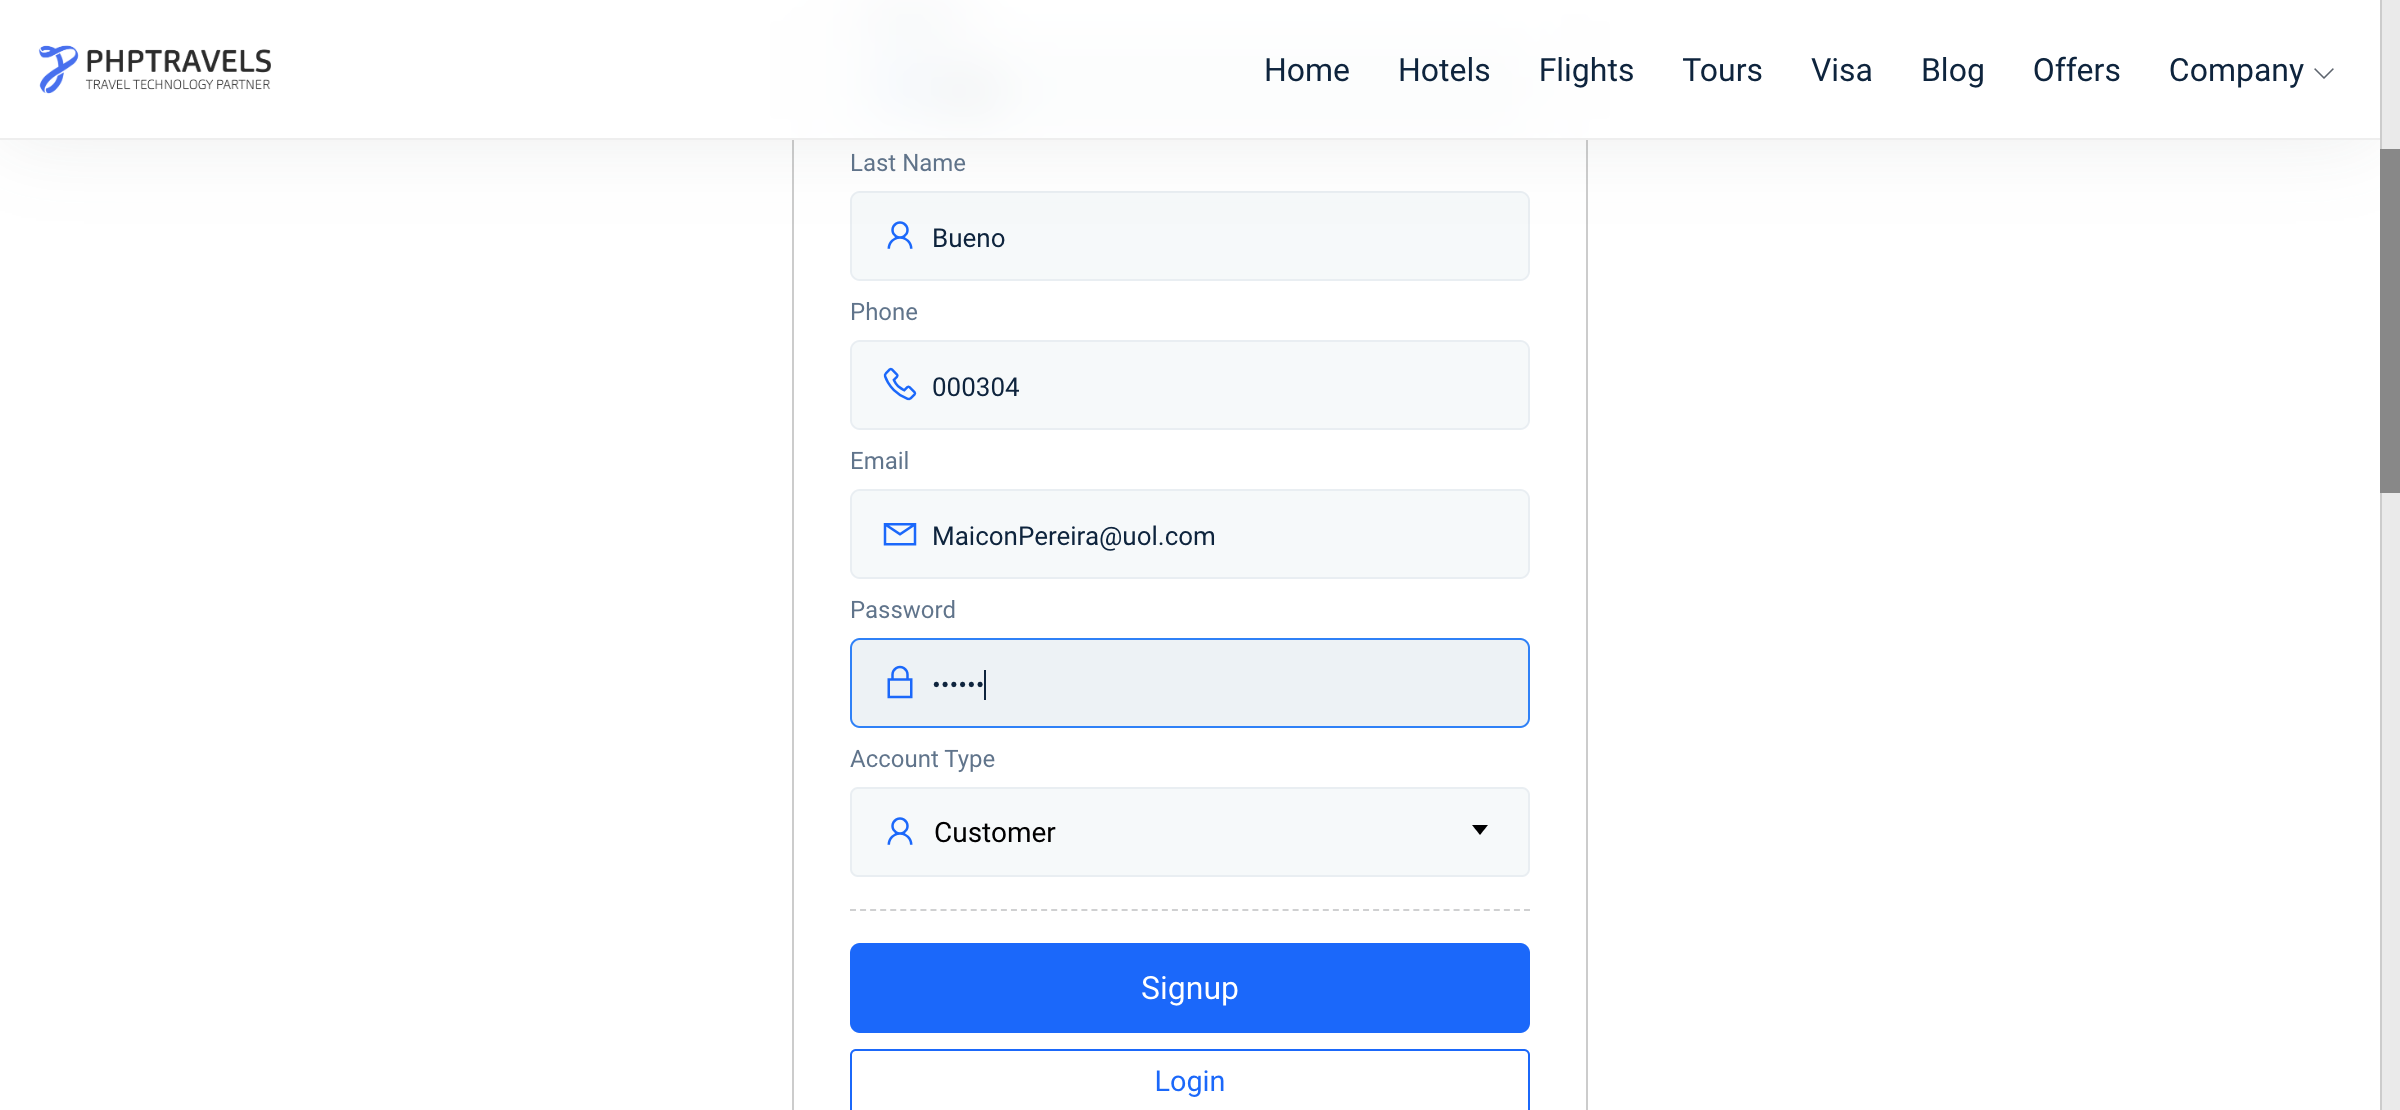 PHPTRAVELS
TRAVEL TECHNOLOGY PARTNER
Home Hotels Flights Tours Visa Blog Offers Company
Last Name
Bueno
Phone
000304
Email
MaiconPereira@uol.com
Password
••••••
Account Type
Customer
Signup
Login